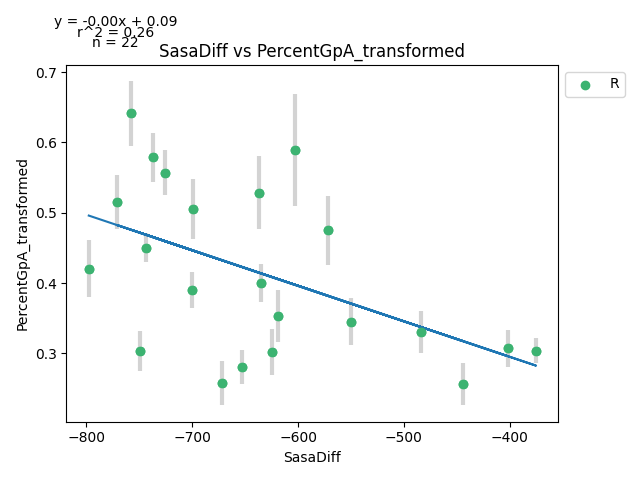 y = -0.00x + 0.09
r^2 = 0.26
n = 22
SasaDiff vs PercentGpA_transformed
R
PercentGpA_transformed
0.7
0.6
0.5
0.4
0.3
−800
−700
−600
−500
−400
SasaDiff